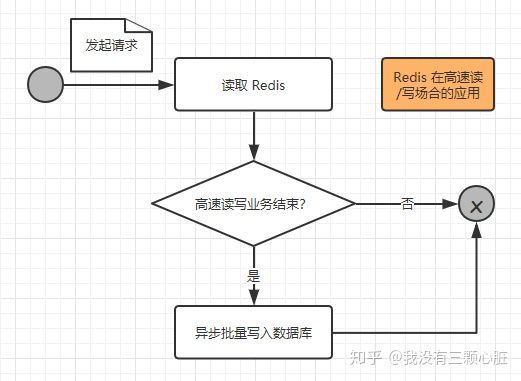 发起请求
读取 Redis
Redis 在高速读
/写场合的应用
高速读写业务结束？
否
X
是
异步批量写入数据库
知乎 @我没有三颗心脏